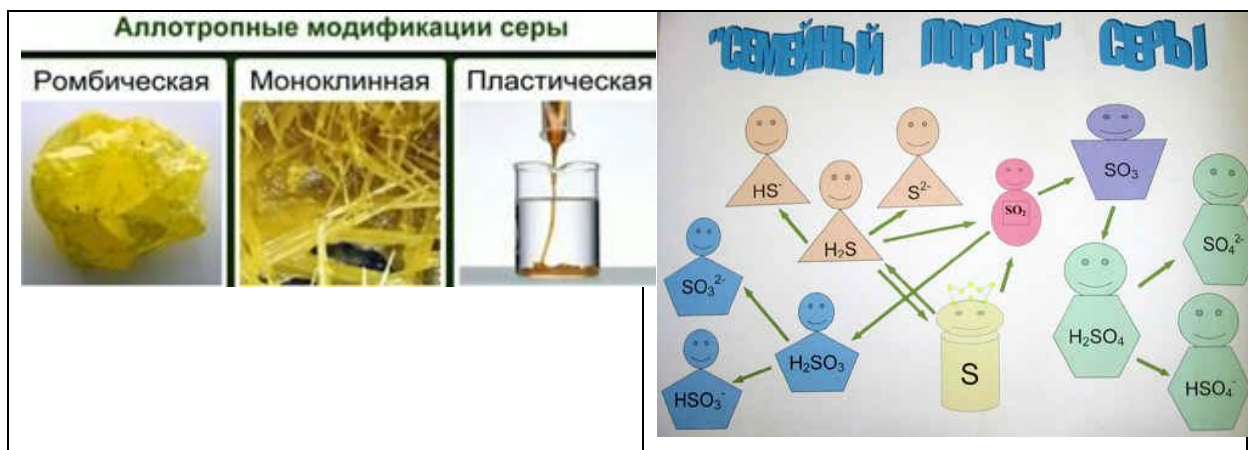 Аллотропные модификации серы
Ромбическая
Моноклинная
Пластическая
"СЕМЕЙНЫЙ ПОРТРЕТ" СЕРЫ
HS⁻
H₂S
S²⁻
SO₂
SO₃
SO₄²⁻
SO₃²⁻
H₂SO₃
HSO₃⁻
S
H₂SO₄
HSO₄⁻